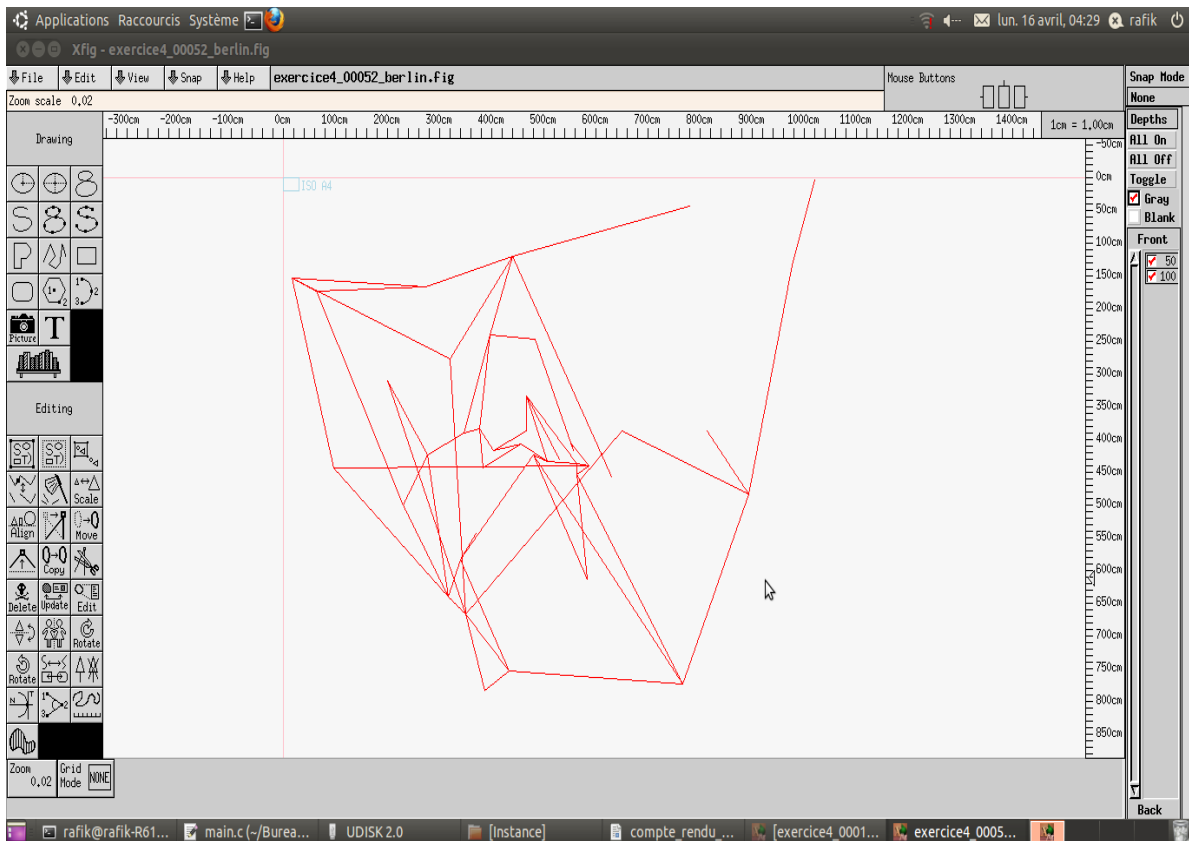 Applications Raccourcis Système lun. 16 avril, 04:29 rafik
Xfig - exercice4_00052_berlin.fig
File Edit View Snap Help exercice4_00052_berlin.fig Mouse Buttons Snap Mode
Zoom scale 0.02 None
-300cm -200cm -100cm 0cm 100cm 200cm 300cm 400cm 500cm 600cm 700cm 800cm 900cm 1000cm 1100cm 1200cm 1300cm 1400cm 1cm = 1.00cm Depths
Drawing -50cm All On
All Off
0cm Toggle
ISO A4
Gray
50cm Blank
100cm Front
150cm 50
100
200cm
Picture T
250cm
300cm
350cm
Editing
400cm
450cm
Scale
500cm
Align Move
550cm
Copy
600cm
Delete Update Edit
650cm
Rotate
700cm
Rotate
750cm
800cm
850cm
Zoom 0.02 Grid Mode NONE
Back
rafik@rafik-R61... main.c (~/Burea... UDISK 2.0 [Instance] compte_rendu_... [exercice4_0001... exercice4_0005...